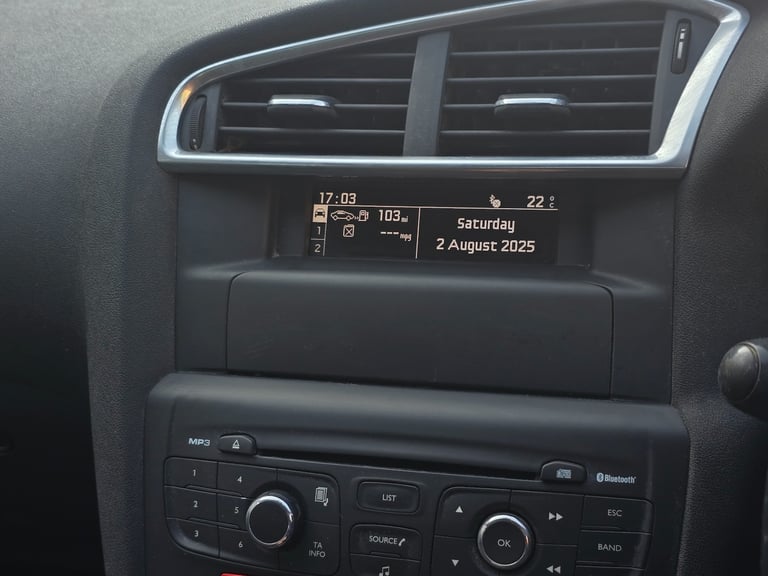 17:03 22 °C
103 mi
1 --- mpg
2
Saturday
2 August 2025
MP3
Bluetooth
1 4
2 5
3 6
TA INFO
LIST
SOURCE
OK
ESC
BAND